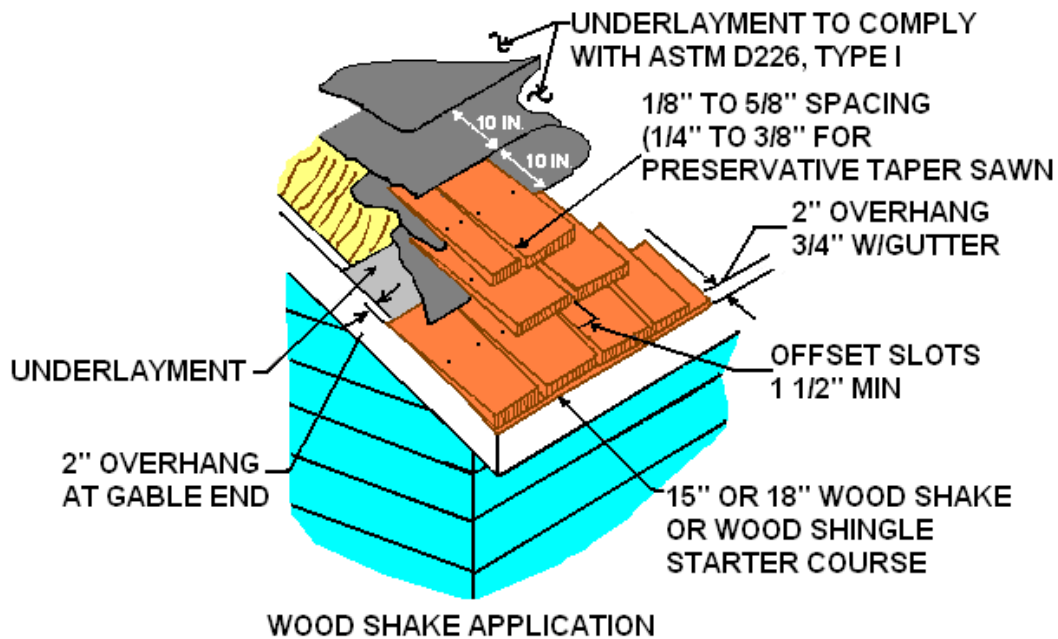 UNDERLAYMENT TO COMPLY
WITH ASTM D226, TYPE I
1/8" TO 5/8" SPACING
(1/4" TO 3/8" FOR
PRESERVATIVE TAPER SAWN
10 IN.
10 IN.
2" OVERHANG
3/4" W/GUTTER
UNDERLAYMENT
OFFSET SLOTS
1 1/2" MIN
2" OVERHANG
AT GABLE END
15" OR 18" WOOD SHAKE
OR WOOD SHINGLE
STARTER COURSE
WOOD SHAKE APPLICATION